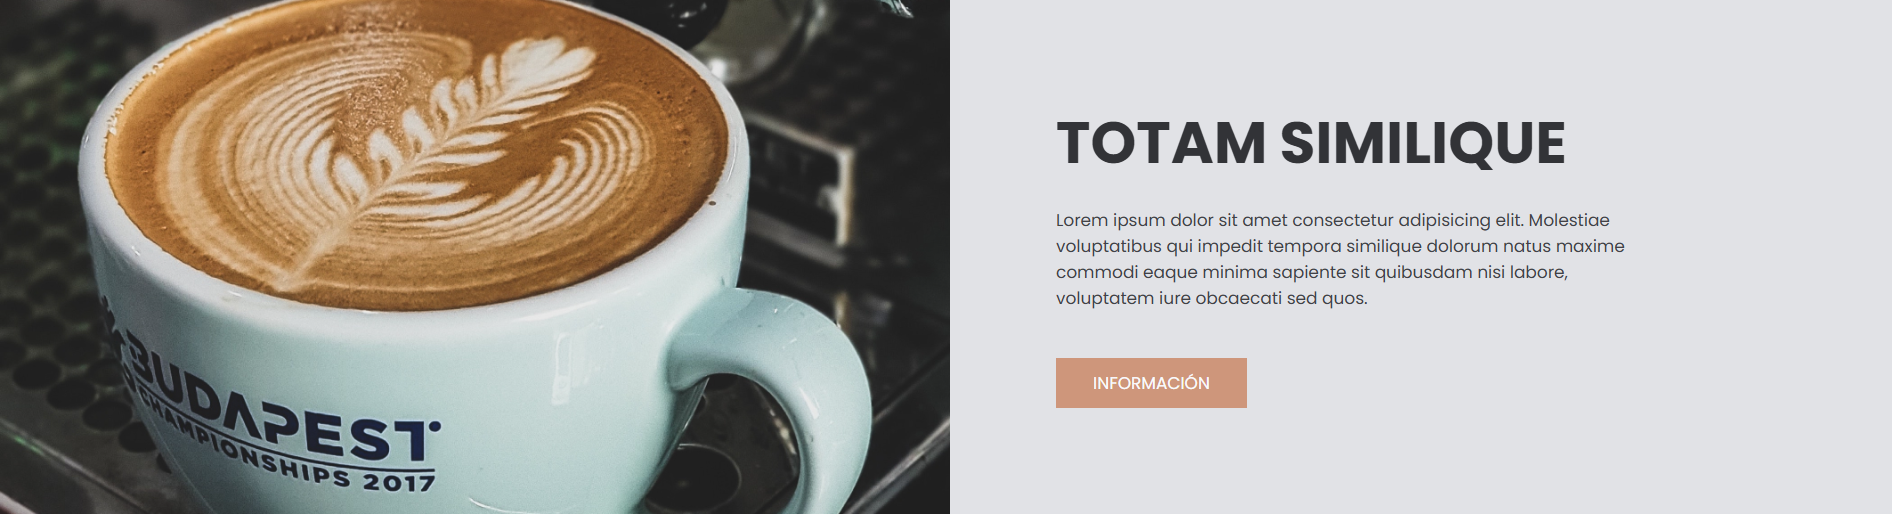 BUDAPEST
CHAMPIONSHIPS 2017
TOTAM SIMILIQUE
Lorem ipsum dolor sit amet consectetur adipisicing elit. Molestiae
voluptatibus qui impedit tempora similique dolorum natus maxime
commodi eaque minima sapiente sit quibusdam nisi labore,
voluptatem iure obcaecati sed quos.
INFORMACIÓN